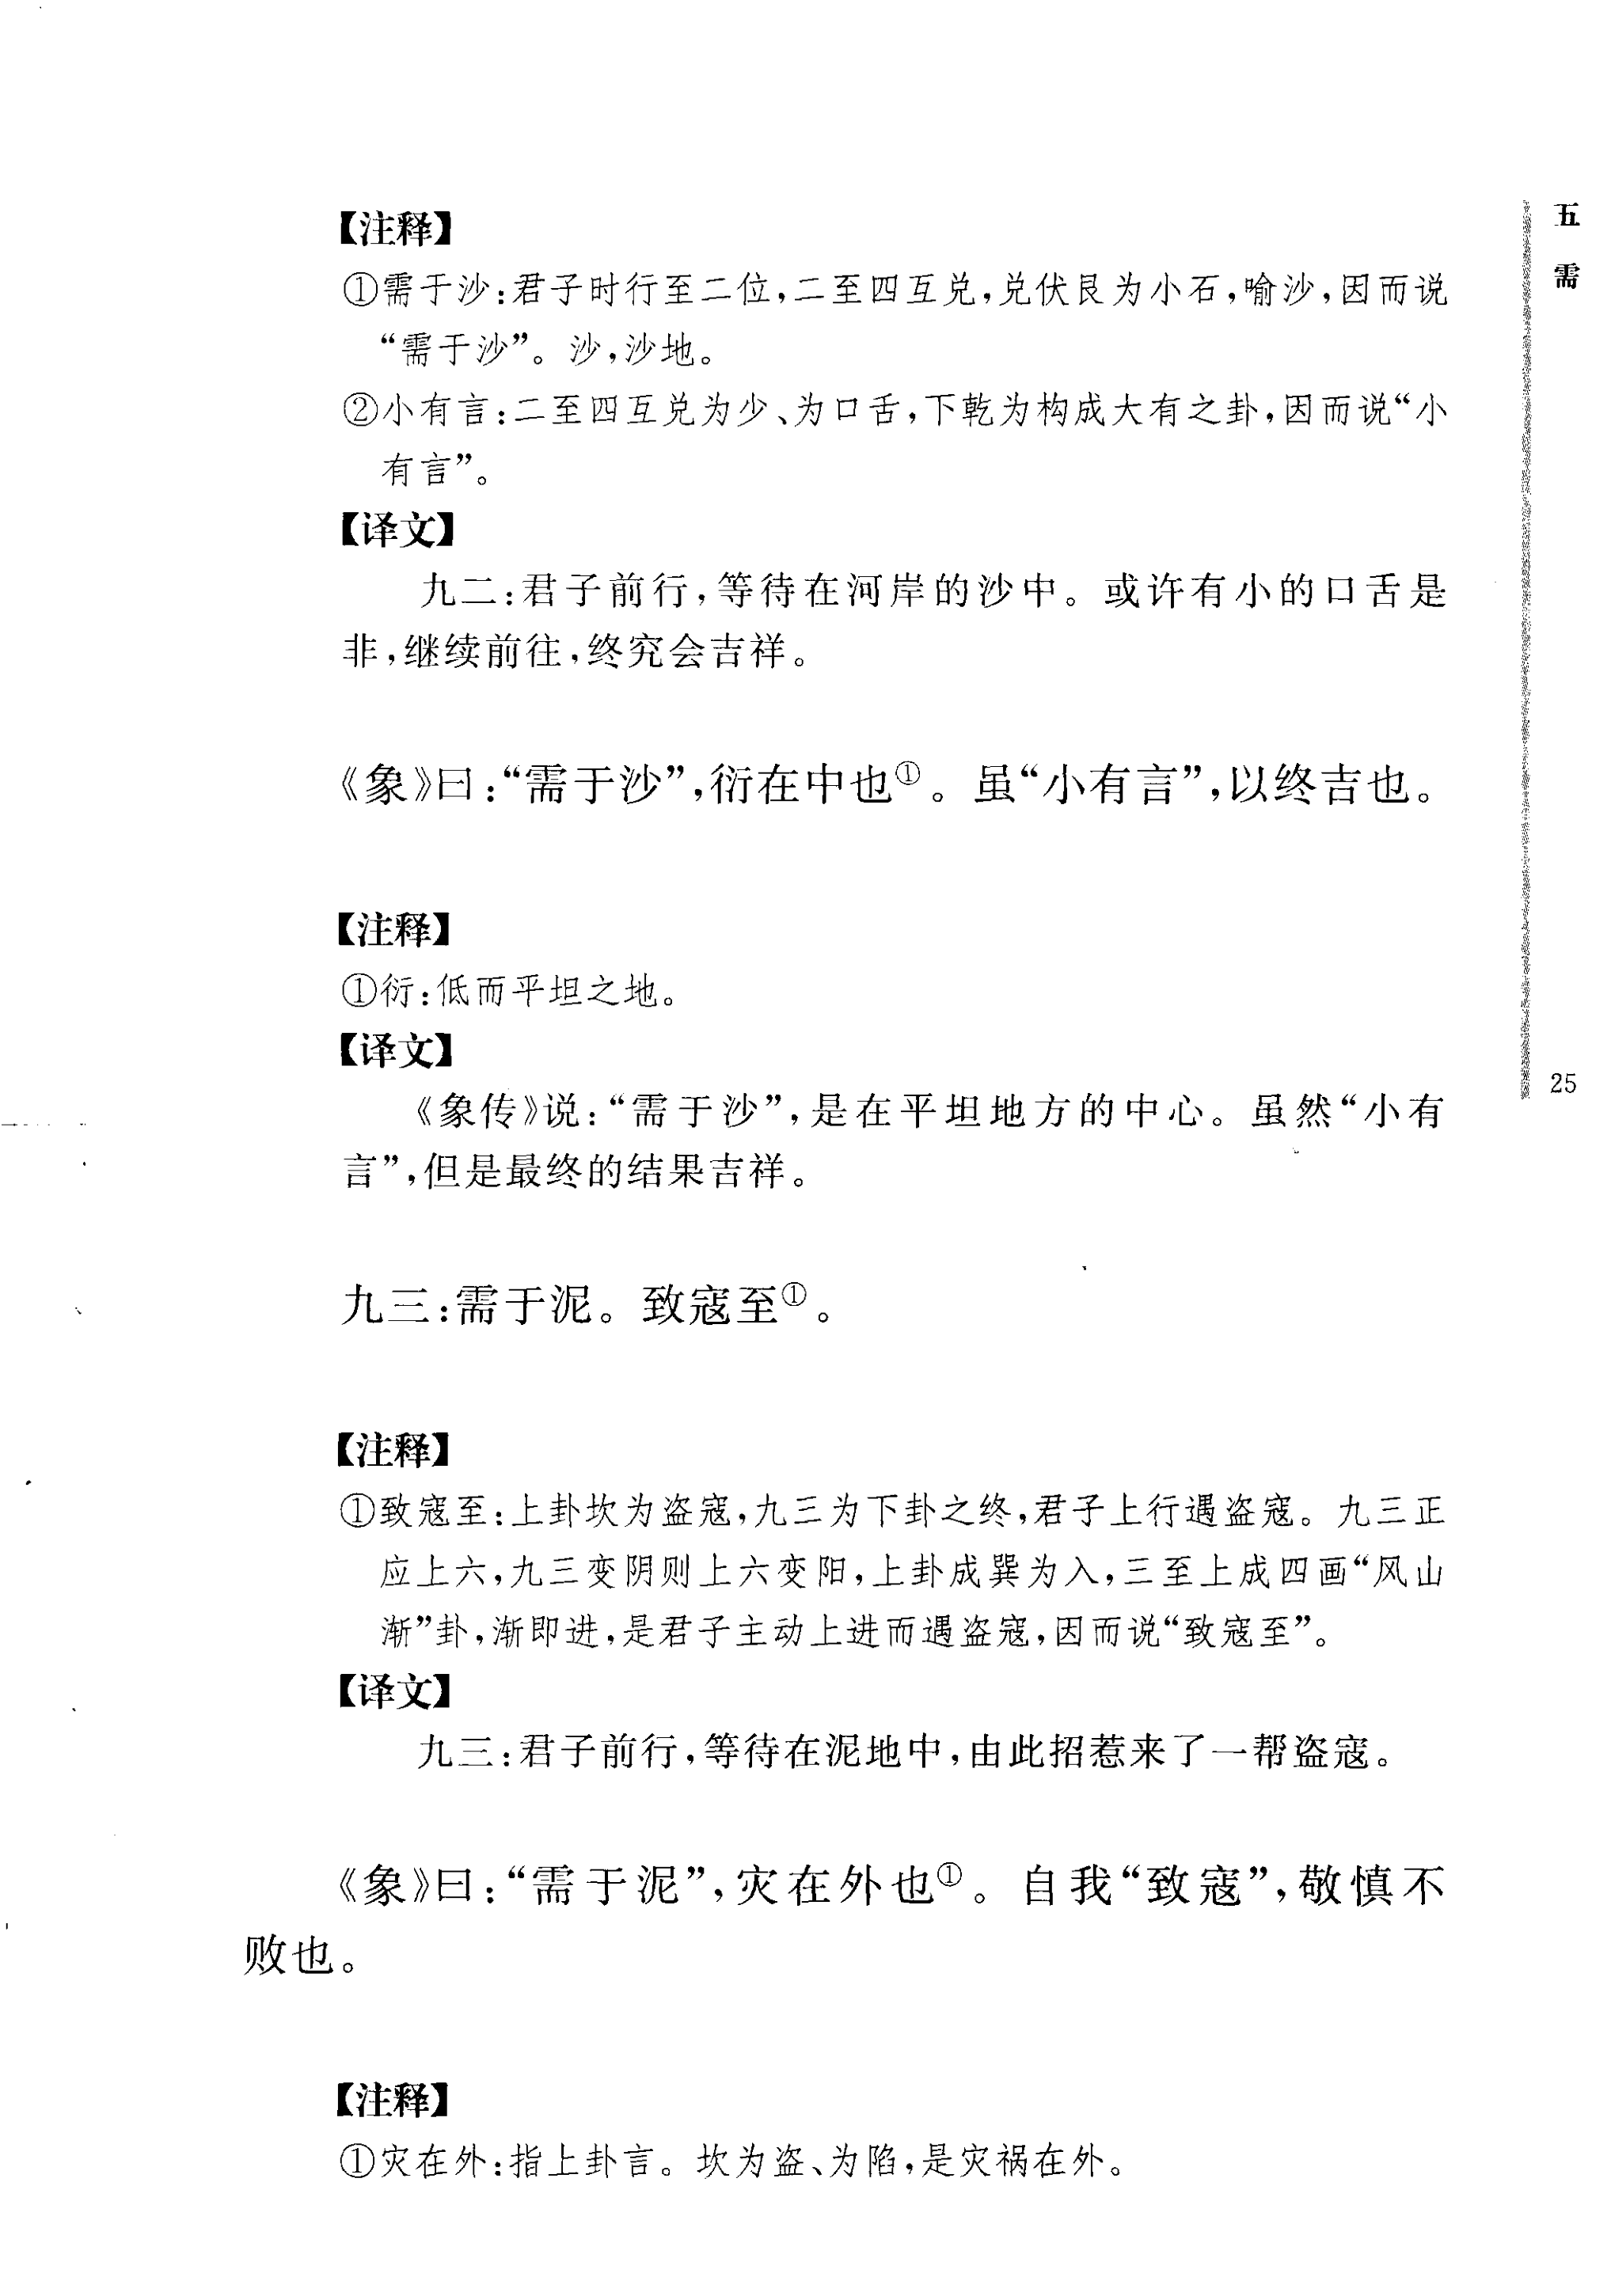 【注释】
①需于沙:君子时行至二位,二至四互兑,兑伏艮为小石,喻沙,因而说
“需于沙”。沙,沙地。
②小有言:二至四互兑为少、为口舌,下乾为构成大有之卦,因而说“小
有言”。
【译文】
九二:君子前行,等待在河岸的沙中。或许有小的口舌是
非,继续前往,终究会吉祥。
《象》曰:“需于沙”,衍在中也①。虽“小有言”,以终吉也。
【注释】
①衍:低而平坦之地。
【译文】
《象传》说:“需于沙”,是在平坦地方的中心。虽然“小有
言”,但是最终的结果吉祥。
九三:需于泥。致寇至①。
【注释】
①致寇至:上卦坎为盗寇,九三为下卦之终,君子上行遇盗寇。九三正
应上六,九三变阴则上六变阳,上卦成巽为入,三至上成四画“风山
渐”卦,渐即进,是君子主动上进而遇盗寇,因而说“致寇至”。
【译文】
九三:君子前行,等待在泥地中,由此招惹来了一帮盗寇。
《象》曰:“需于泥”,灾在外也①。自我“致寇”,敬慎不
败也。
【注释】
①灾在外:指上卦言。坎为盗、为陷,是灾祸在外。
五 需
25